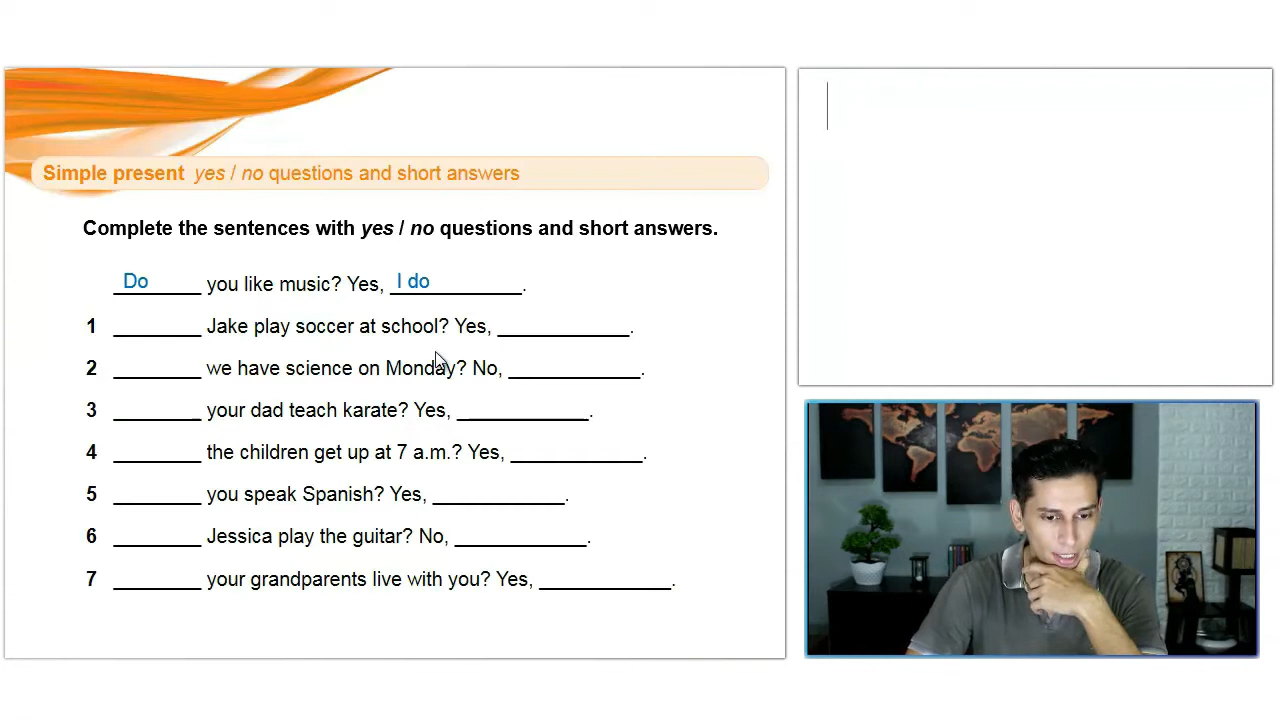 Simple present yes / no questions and short answers
Complete the sentences with yes / no questions and short answers.
Do you like music? Yes, I do.
1 ________ Jake play soccer at school? Yes, ____________.
2 ________ we have science on Monday? No, ____________.
3 ________ your dad teach karate? Yes, ____________.
4 ________ the children get up at 7 a.m.? Yes, ____________.
5 ________ you speak Spanish? Yes, ____________.
6 ________ Jessica play the guitar? No, ____________.
7 ________ your grandparents live with you? Yes, ____________.